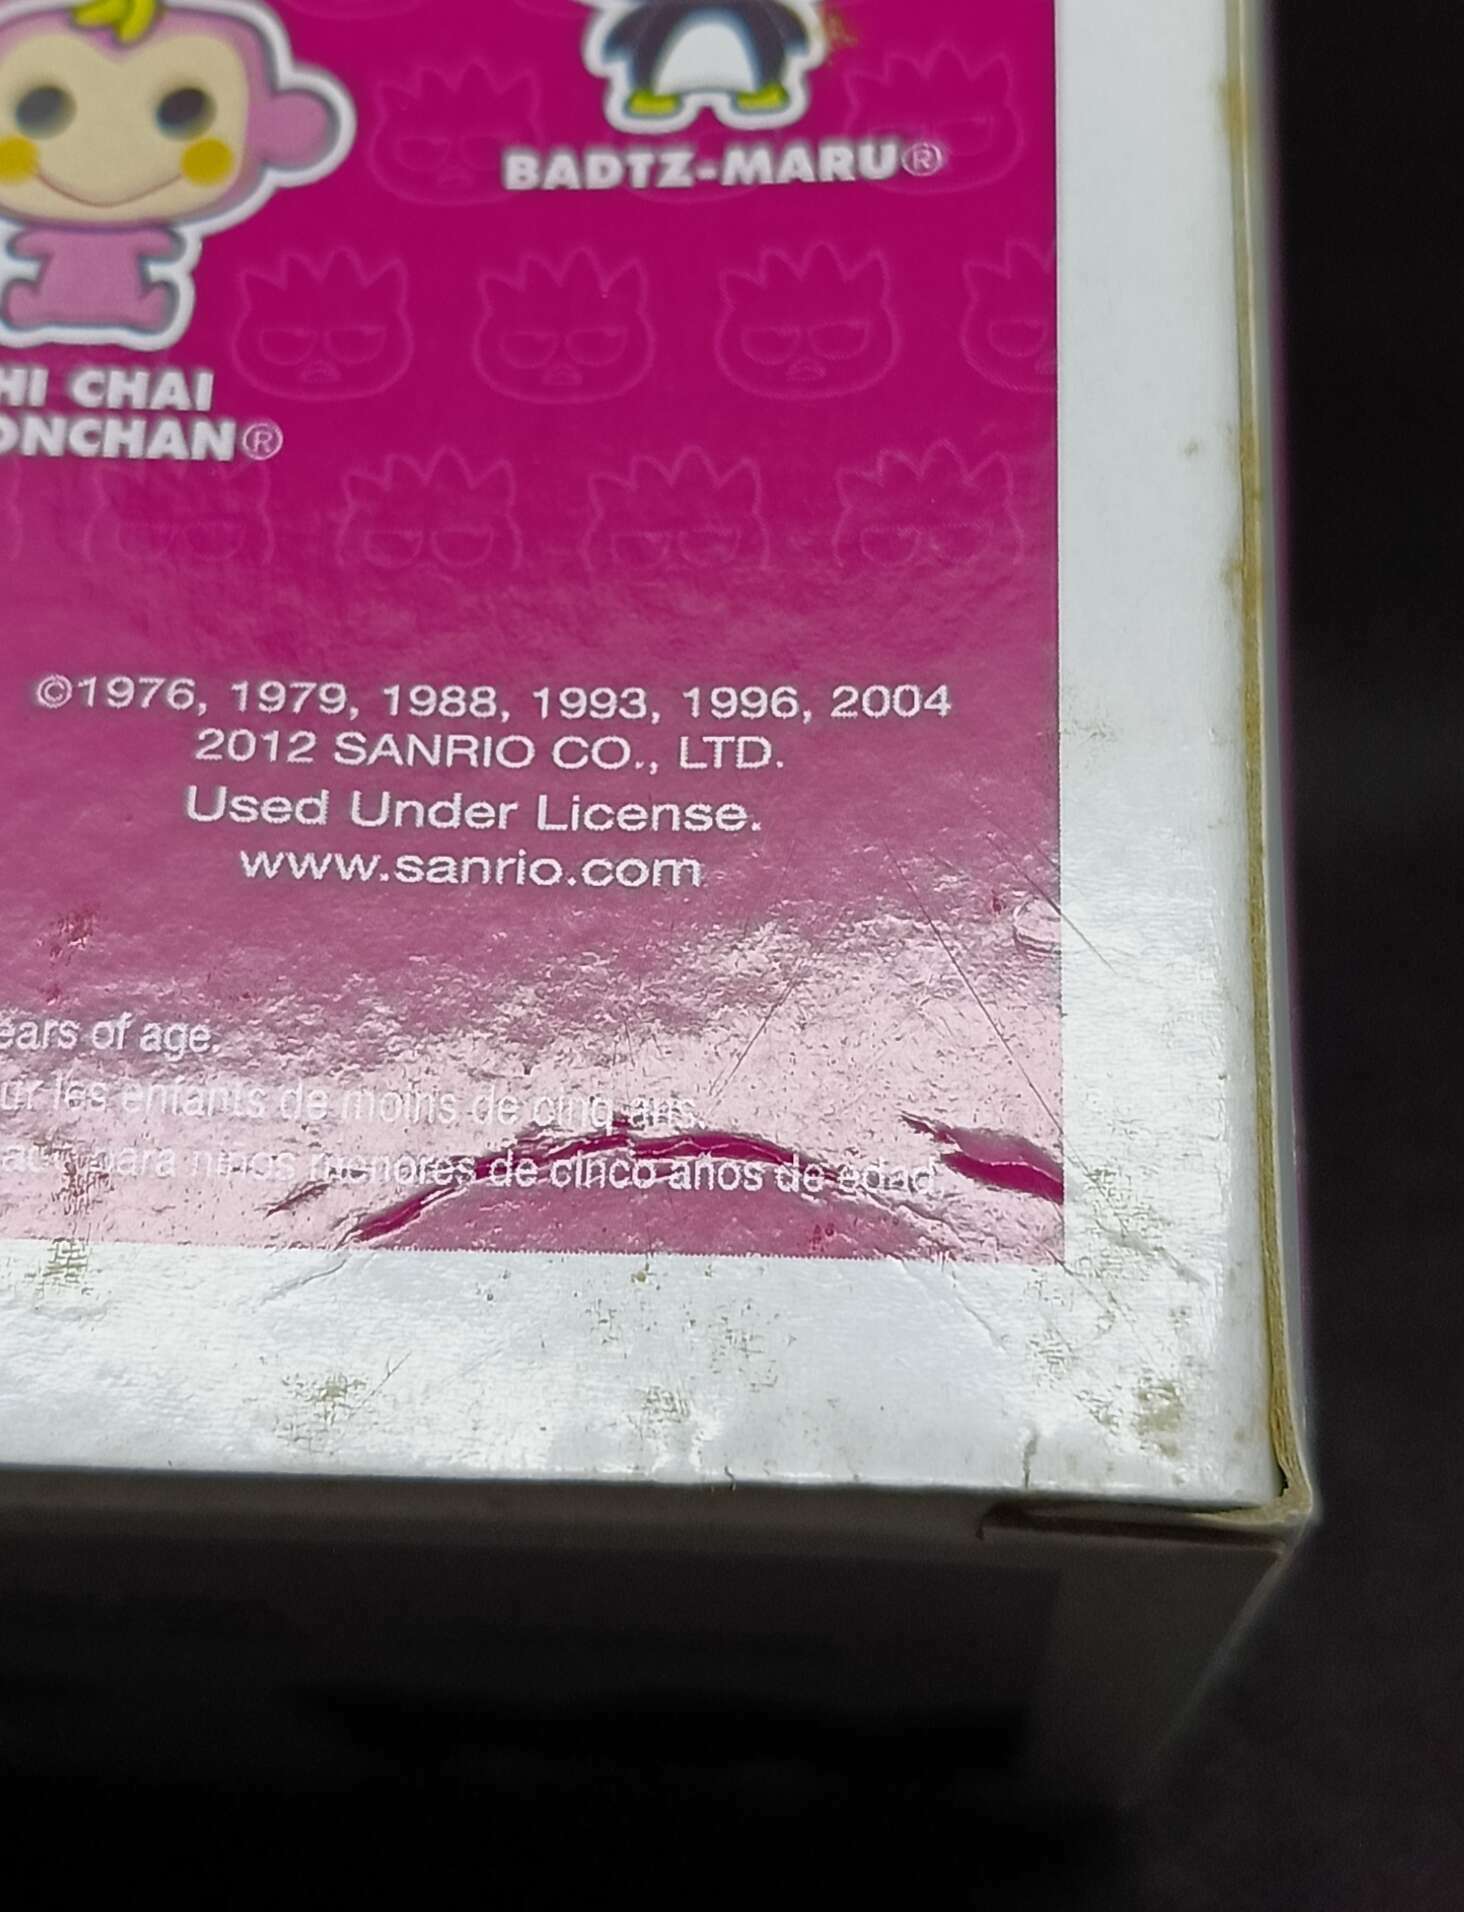 BADTZ-MARU®
HI CHAI
ONCHAN®
©1976, 1979, 1988, 1993, 1996, 2004
2012 SANRIO CO., LTD.
Used Under License.
www.sanrio.com
ears of age.
ur les enfants de moins de cinq ans.
para niños menores de cinco años de edad.